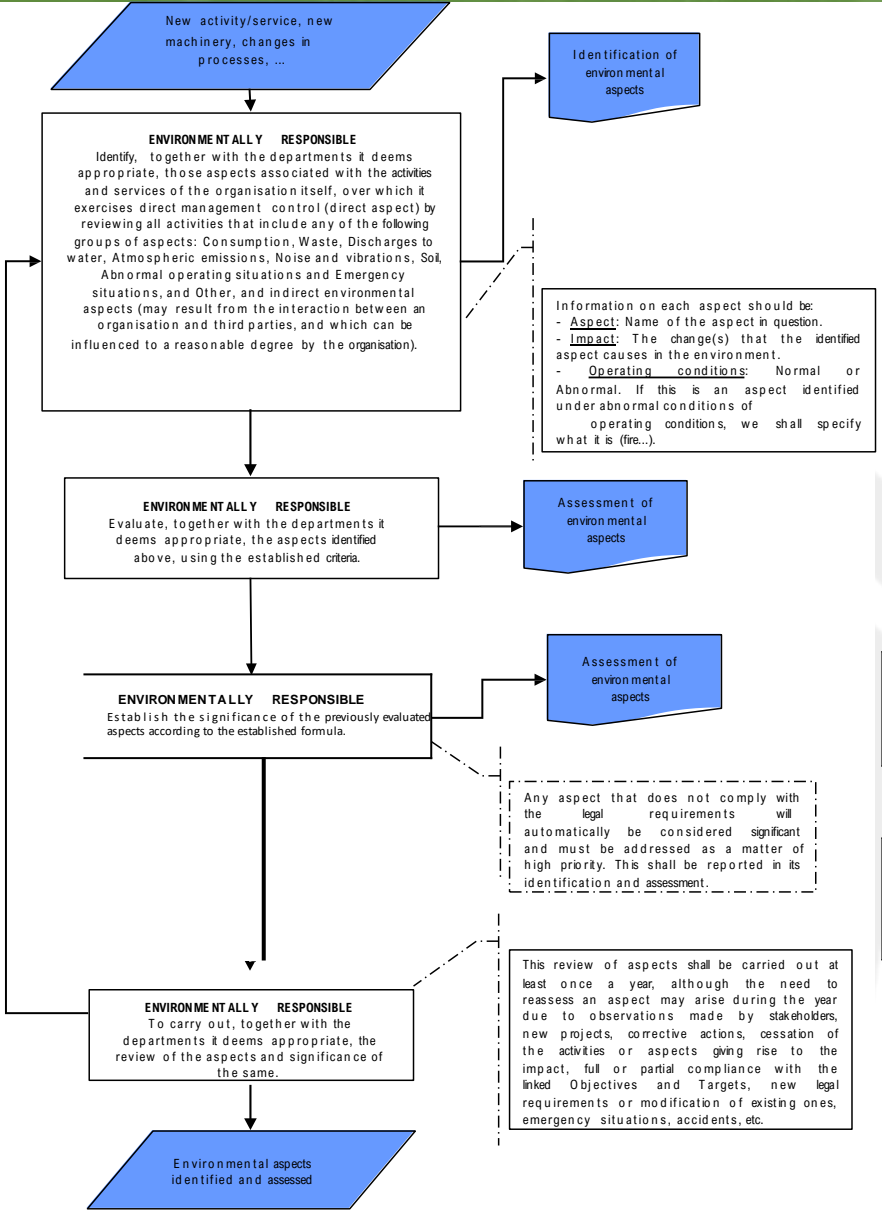 New activity/service, new
machinery, changes in
processes, ...
Identification of
environmental
aspects
ENVIRONMENTALLY RESPONSIBLE
Identify, together with the departments it deems
appropriate, those aspects associated with the activities
and services of the organisation itself, over which it
exercises direct management control (direct aspect) by
reviewing all activities that include any of the following
groups of aspects: Consumption, Waste, Discharges to
water, Atmospheric emissions, Noise and vibrations, Soil,
Abnormal operating situations and Emergency
situations, and Other, and indirect environmental
aspects (may result from the interaction between an
organisation and third parties, and which can be
influenced to a reasonable degree by the organisation).
Information on each aspect should be:
- Aspect: Name of the aspect in question.
- Impact: The change(s) that the identified
aspect causes in the environment.
- Operating conditions: Normal or
Abnormal. If this is an aspect identified
under abnormal conditions of
operating conditions, we shall specify
what it is (fire...).
ENVIRONMENTALLY RESPONSIBLE
Evaluate, together with the departments it
deems appropriate, the aspects identified
above, using the established criteria.
Assessment of
environmental
aspects
ENVIRONMENTALLY RESPONSIBLE
Establish the significance of the previously evaluated
aspects according to the established formula.
Assessment of
environmental
aspects
Any aspect that does not comply with
the legal requirements will
automatically be considered significant
and must be addressed as a matter of
high priority. This shall be reported in its
identification and assessment.
ENVIRONMENTALLY RESPONSIBLE
To carry out, together with the
departments it deems appropriate, the
review of the aspects and significance of
the same.
This review of aspects shall be carried out at
least once a year, although the need to
reassess an aspect may arise during the year
due to observations made by stakeholders,
new projects, corrective actions, cessation of
the activities or aspects giving rise to the
impact, full or partial compliance with the
linked Objectives and Targets, new legal
requirements or modification of existing ones,
emergency situations, accidents, etc.
Environmental aspects
identified and assessed